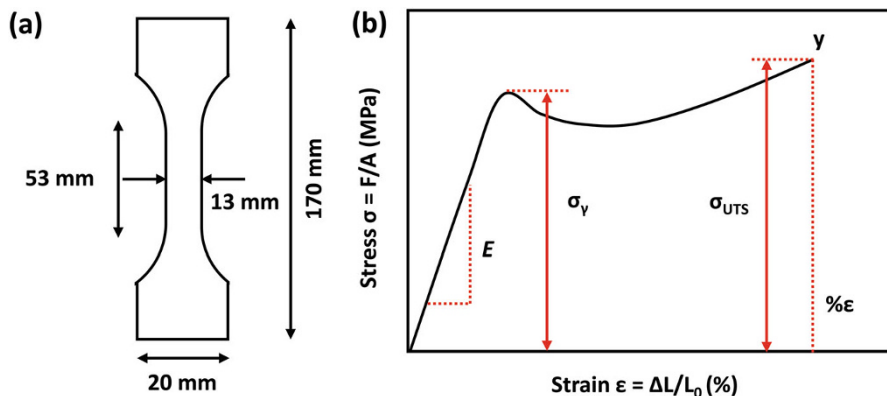 (a)
53 mm
13 mm
170 mm
20 mm
(b)
Stress σ = F/A (MPa)
E
σγ
σUTS
y
%ε
Strain ε = ΔL/L0 (%)